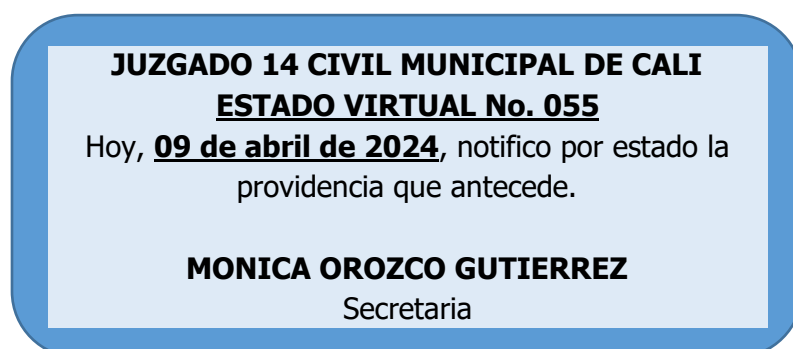 JUZGADO 14 CIVIL MUNICIPAL DE CALI
ESTADO VIRTUAL No. 055
Hoy, 09 de abril de 2024, notifico por estado la
providencia que antecede.
MONICA OROZCO GUTIERREZ
Secretaria